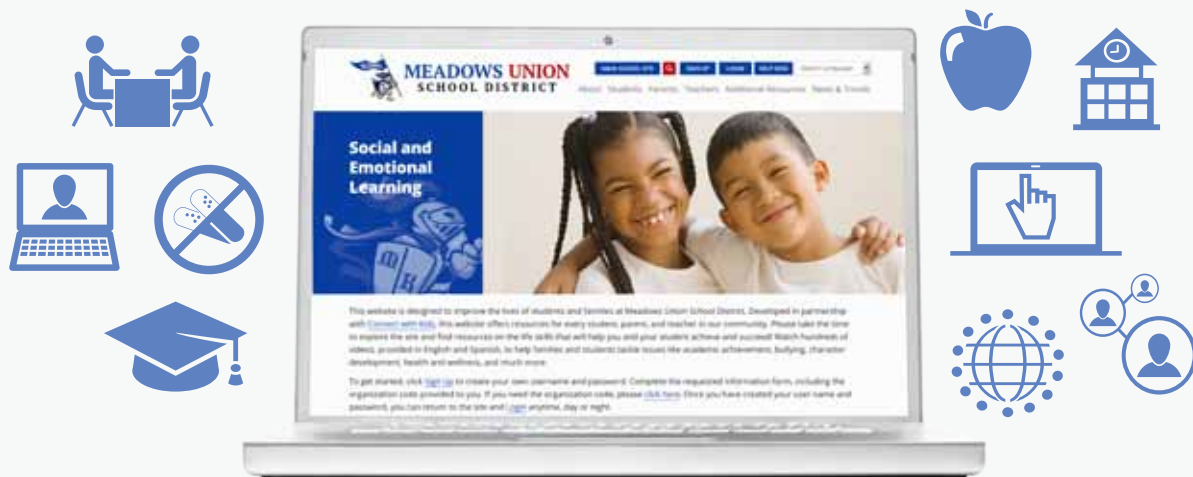 MEADOWS UNION
SCHOOL DISTRICT
SIGN UP LOGIN HELP NOW Select Language
About Students Parents Teachers Additional Resources News & Trends
Social and
Emotional
Learning
This website is designed to improve the lives of students and families at Meadows Union School District. Developed in partnership
with Connect with Kids, this website offers resources for every student, parent, and teacher in our community. Please take the time
to explore the site and find resources on the life skills that will help you and your student achieve and succeed! Watch hundreds of
videos, provided in English and Spanish, to help families and students tackle issues like academic achievement, bullying, character
development, health and wellness, and much more.
To get started, click Sign Up to create your own username and password. Complete the requested information form, including the
organization code provided to you. If you need the organization code, please click here. Once you have created your user name and
password, you can return to the site and Login anytime, day or night.